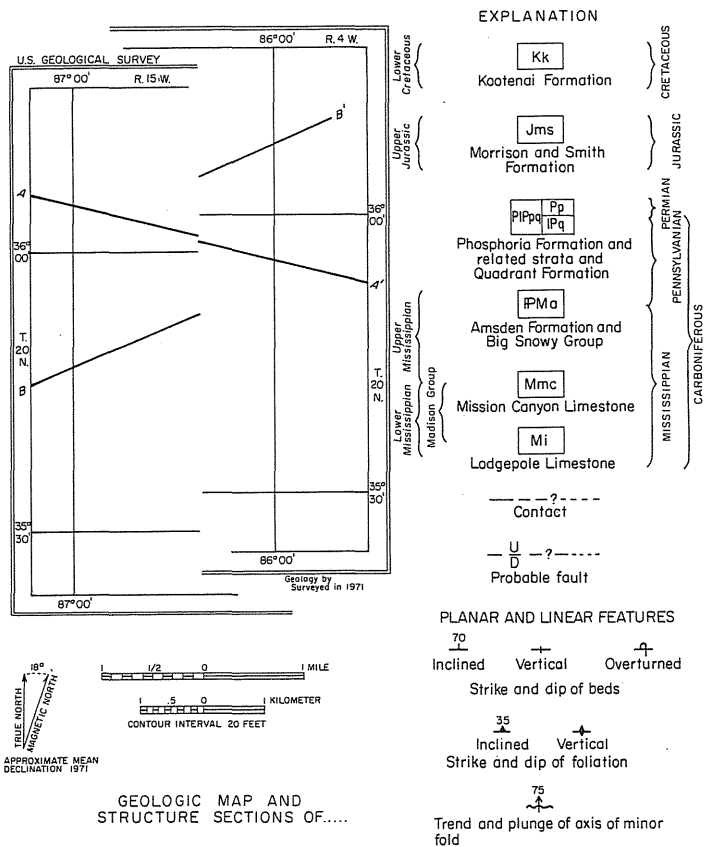 EXPLANATION
U.S. GEOLOGICAL SURVEY
87°00'
R. 15 W.
86°00'
R. 4 W.
A
B'
36°
00'
36°
00'
A'
T.
20
N.
B
T.
20
N.
35°
30'
35°
30'
86°00'
87°00'
Geology by
Surveyed in 1971
Lower
Cretaceous
Kk
Kootenai Formation
CRETACEOUS
Upper
Jurassic
Jms
Morrison and Smith
Formation
JURASSIC
PIPpq
Pp
IPq
Phosphoria Formation and
related strata and
Quadrant Formation
PERMIAN
PENNSYLVANIAN
Upper
Mississippian
IPMa
Amsden Formation and
Big Snowy Group
Lower
Mississippian
Madison Group
Mmc
Mission Canyon Limestone
Mi
Lodgepole Limestone
MISSISSIPPIAN
CARBONIFEROUS
?
Contact
U
D
?
Probable fault
PLANAR AND LINEAR FEATURES
70
Inclined
Vertical
Overturned
Strike and dip of beds
35
Inclined
Vertical
Strike and dip of foliation
75
Trend and plunge of axis of minor
fold
18°
TRUE NORTH
MAGNETIC NORTH
APPROXIMATE MEAN
DECLINATION 1971
1 1/2 0 1 MILE
1 .5 0 1 KILOMETER
CONTOUR INTERVAL 20 FEET
GEOLOGIC MAP AND
STRUCTURE SECTIONS OF.....